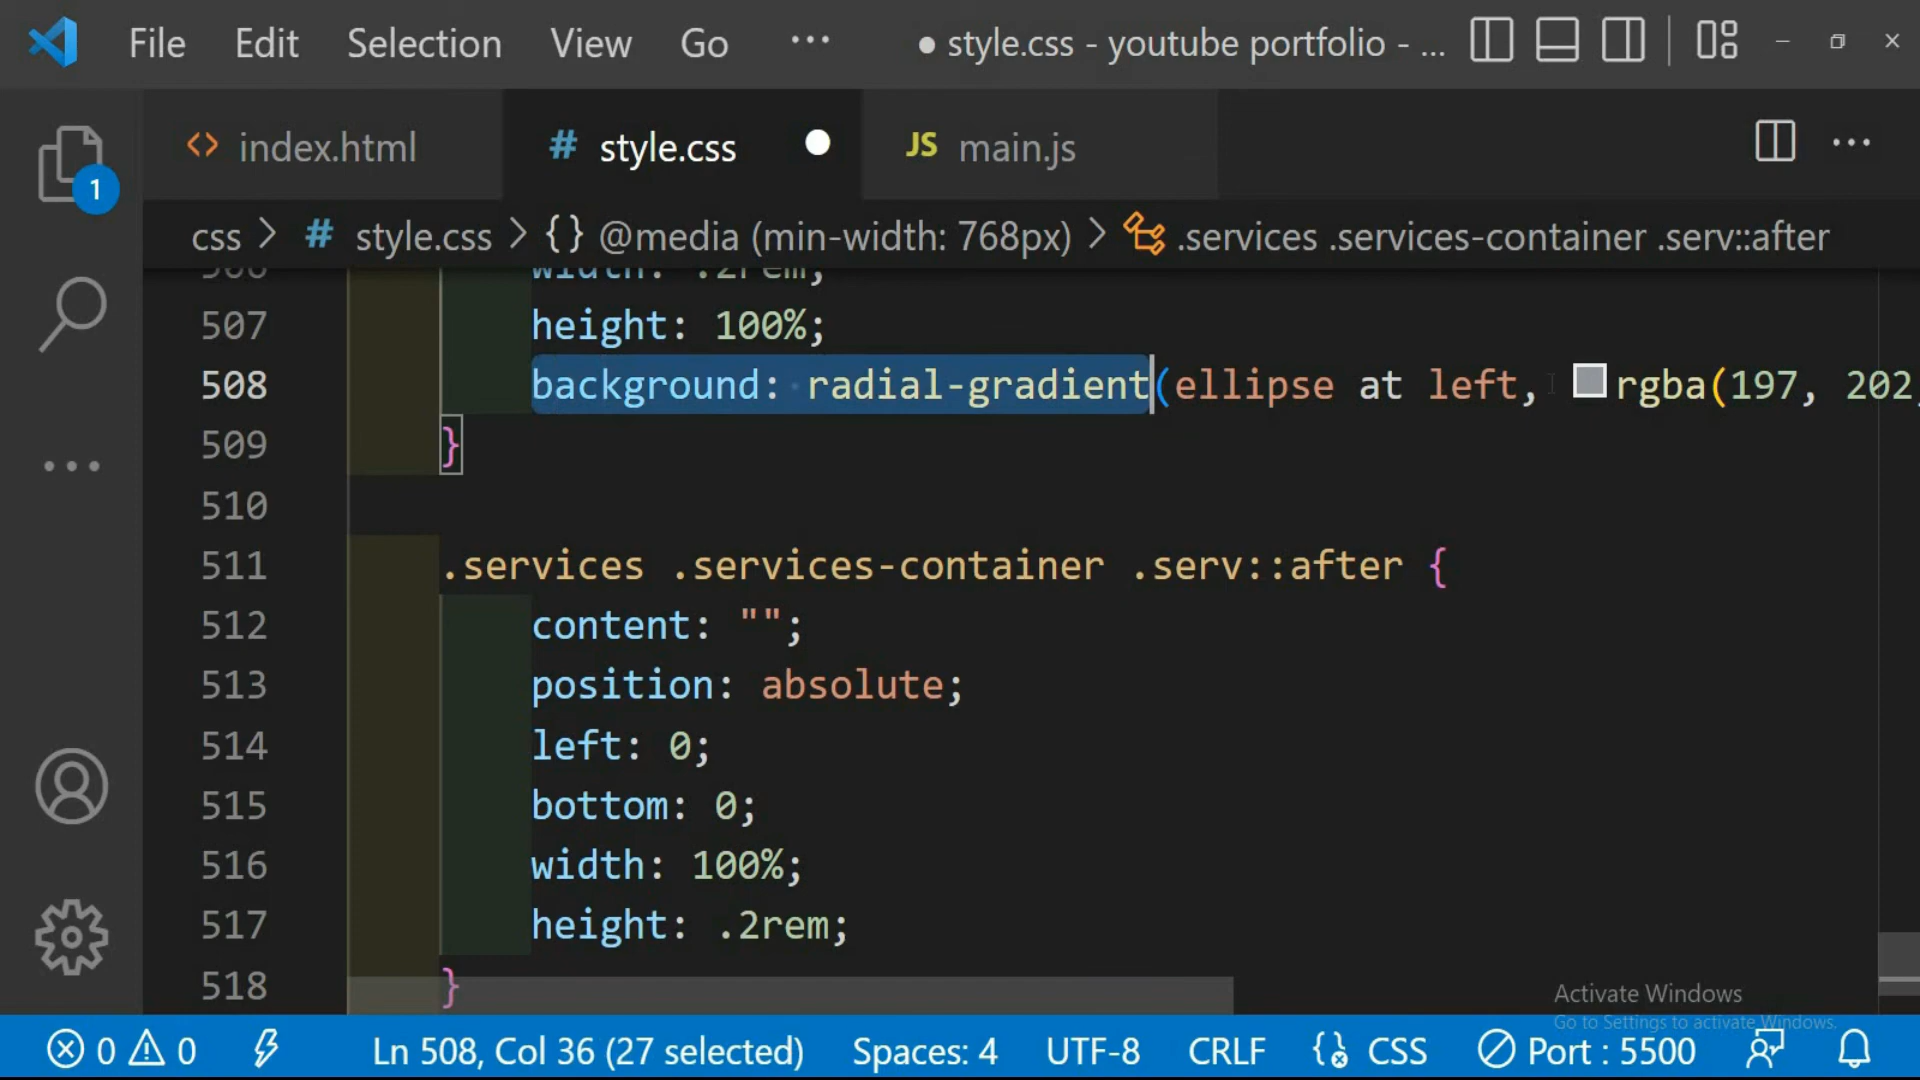 File Edit Selection View Go ··· ● style.css - youtube portfolio - ...
index.html # style.css JS main.js ···
1
css > # style.css > {} @media (min-width: 768px) > .services .services-container .serv::after
506 width: .2rem;
507 height: 100%;
508 background: radial-gradient(ellipse at left, rgba(197, 202,
509 }
510
511 .services .services-container .serv::after {
512 content: "";
513 position: absolute;
514 left: 0;
515 bottom: 0;
516 width: 100%;
517 height: .2rem;
518 }
Activate Windows
Go to Settings to activate Windows.
0 0 Ln 508, Col 36 (27 selected) Spaces: 4 UTF-8 CRLF CSS Port : 5500